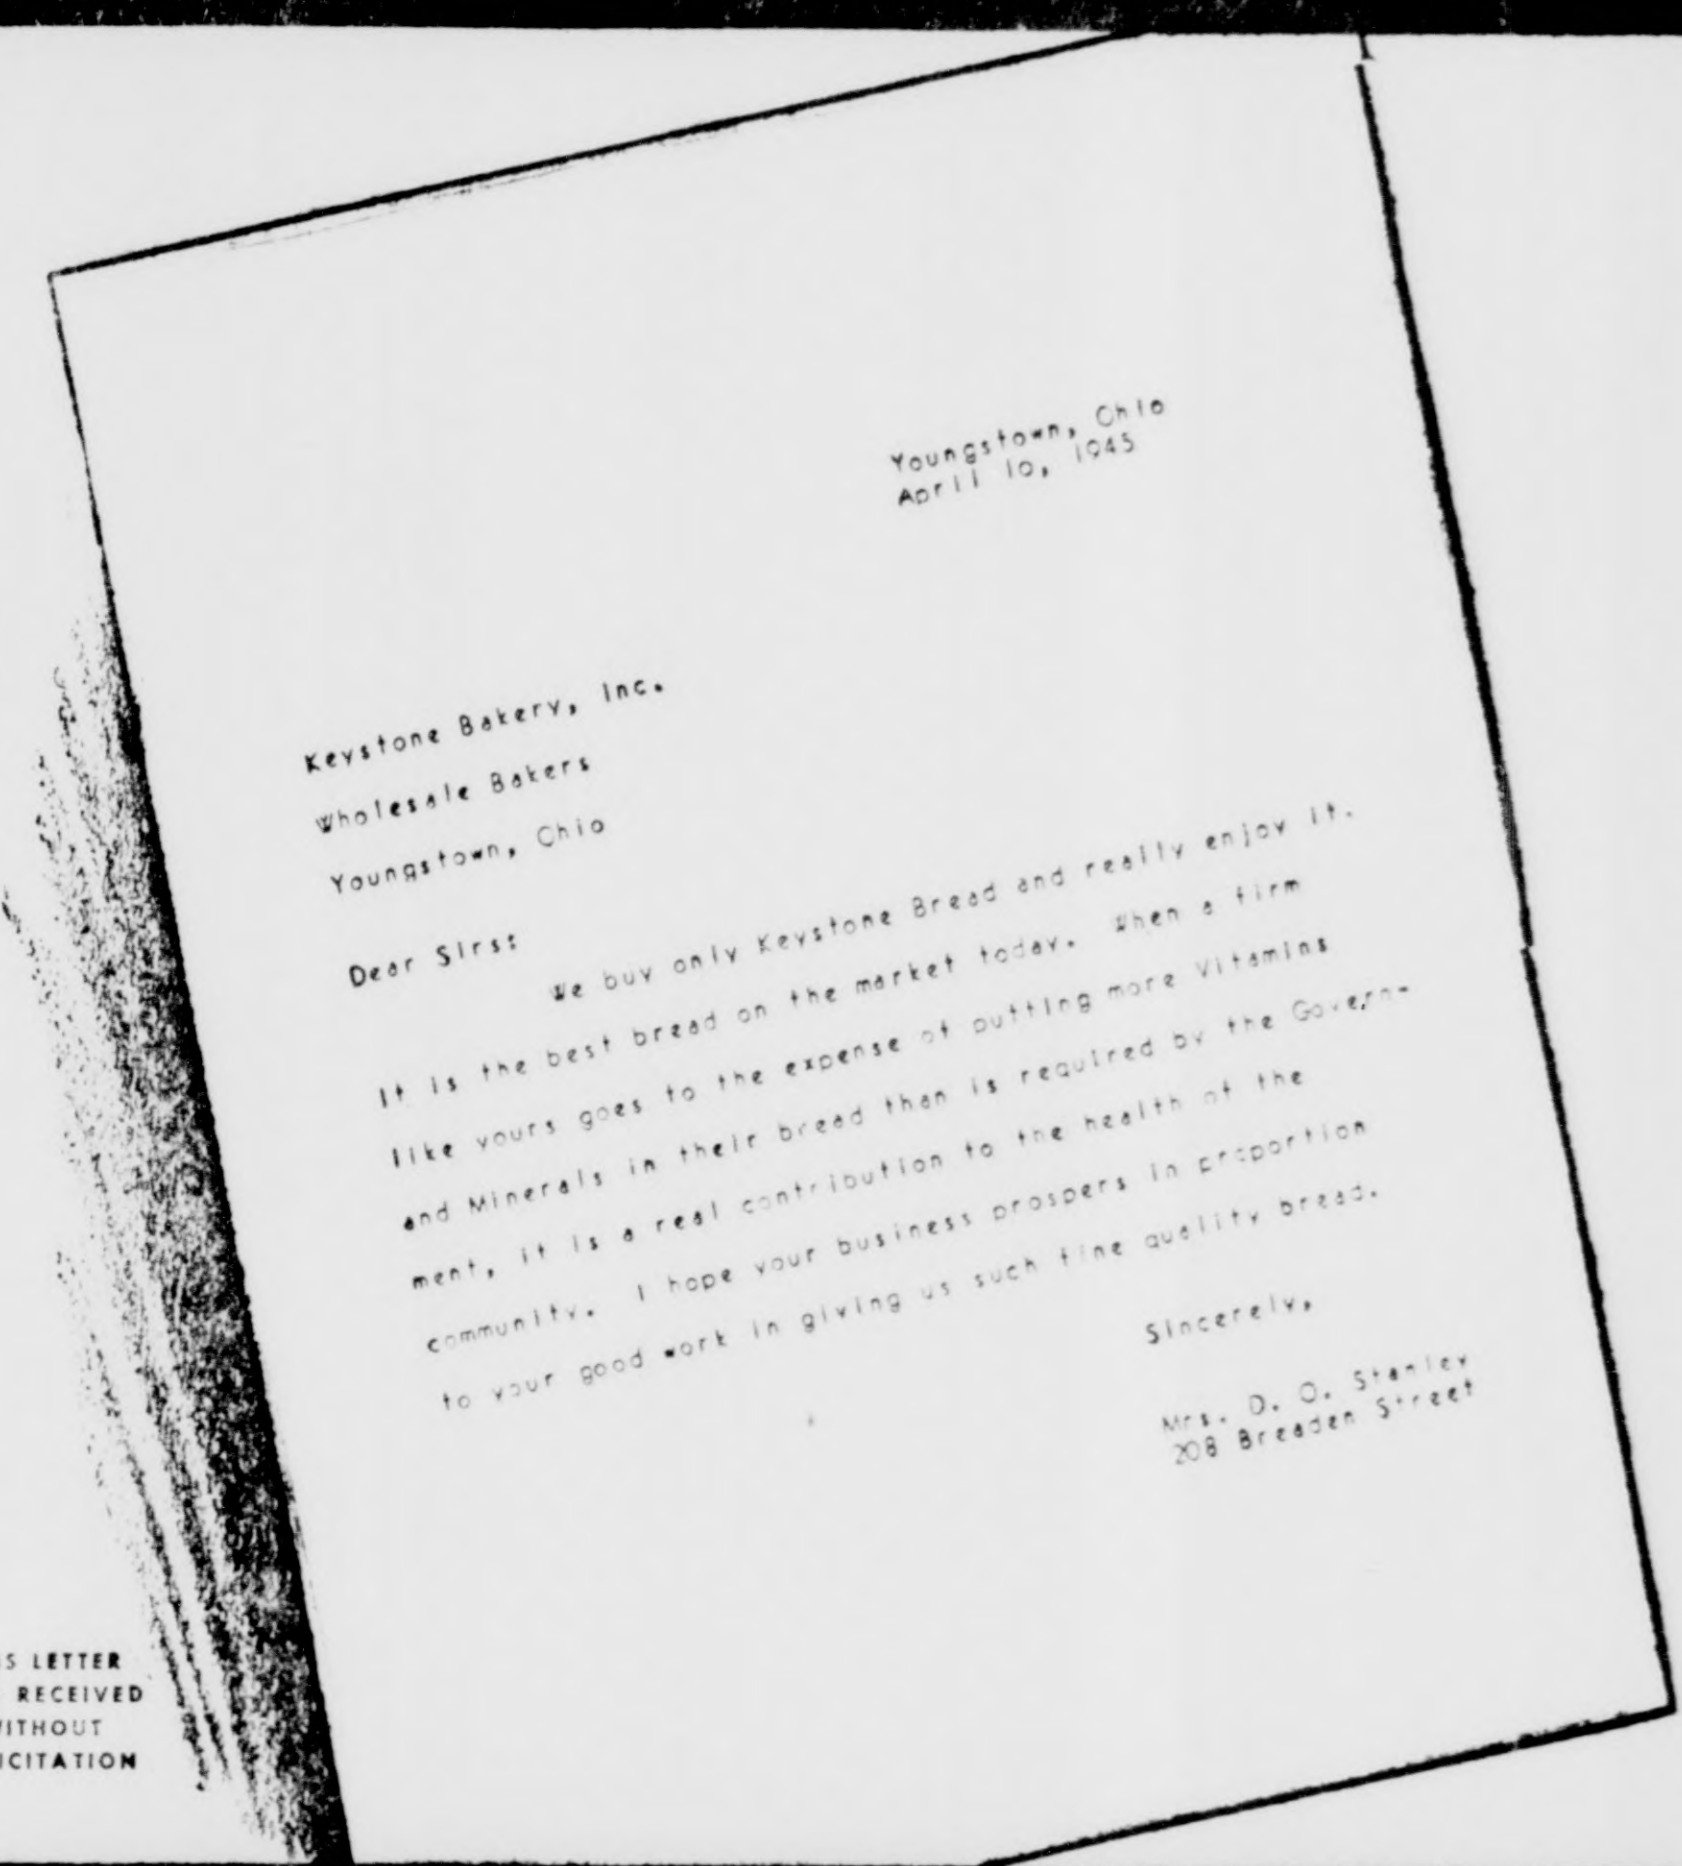 Youngstown, Ohio
April 10, 1945
Keystone Bakery, Inc.
Wholesale Bakers
Youngstown, Ohio
Dear Sirs:
We buy only Keystone Bread and really enjoy it.
It is the best bread on the market today. When a firm
like yours goes to the expense of putting more Vitamins
and Minerals in their bread than is required by the Govern-
ment, it is a real contribution to the health of the
community. I hope your business prospers in proportion
to your good work in giving us such fine quality bread.
Sincerely,
Mrs. D. O. Stanley
208 Breaden Street
S LETTER
RECEIVED
ITHOUT
ICITATION